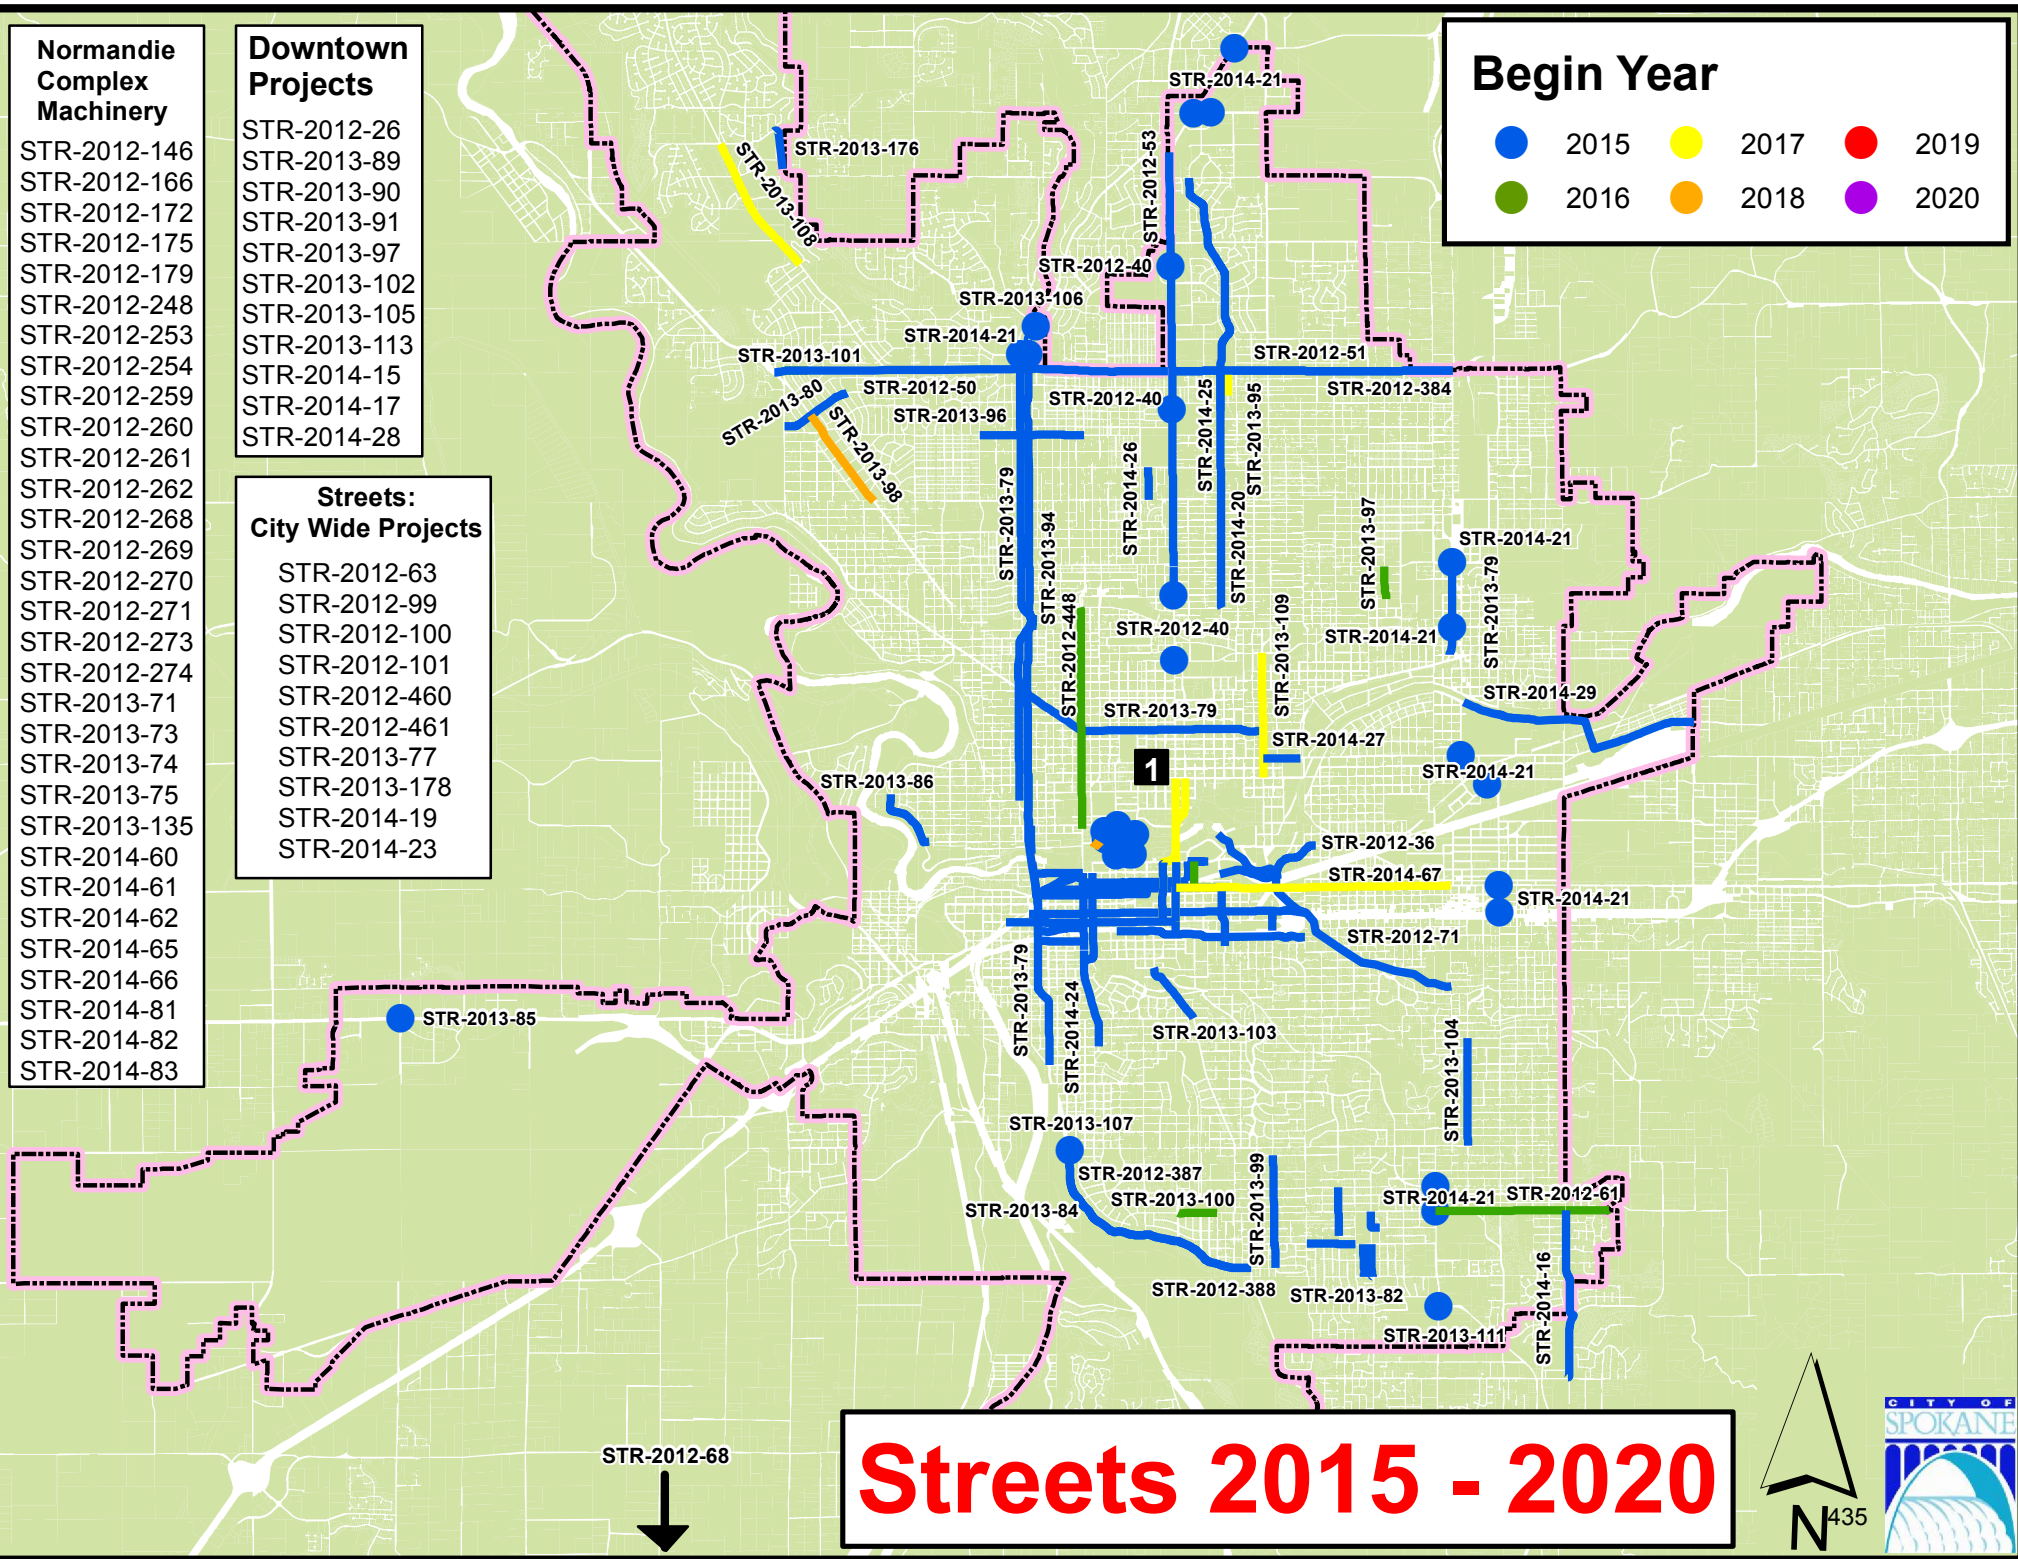 Normandie
Complex
Machinery
STR-2012-146
STR-2012-166
STR-2012-172
STR-2012-175
STR-2012-179
STR-2012-248
STR-2012-253
STR-2012-254
STR-2012-259
STR-2012-260
STR-2012-261
STR-2012-262
STR-2012-268
STR-2012-269
STR-2012-270
STR-2012-271
STR-2012-273
STR-2012-274
STR-2013-71
STR-2013-73
STR-2013-74
STR-2013-75
STR-2013-135
STR-2014-60
STR-2014-61
STR-2014-62
STR-2014-65
STR-2014-66
STR-2014-81
STR-2014-82
STR-2014-83
Downtown
Projects
STR-2012-26
STR-2013-89
STR-2013-90
STR-2013-91
STR-2013-97
STR-2013-102
STR-2013-105
STR-2013-113
STR-2014-15
STR-2014-17
STR-2014-28
Streets:
City Wide Projects
STR-2012-63
STR-2012-99
STR-2012-100
STR-2012-101
STR-2012-460
STR-2012-461
STR-2013-77
STR-2013-178
STR-2014-19
STR-2014-23
Begin Year
2015 2017 2019
2016 2018 2020
STR-2014-21
STR-2013-176
STR-2013-108
STR-2012-53
STR-2012-40
STR-2013-106
STR-2014-21
STR-2013-101
STR-2012-51
STR-2012-50
STR-2012-384
STR-2013-80
STR-2013-96
STR-2012-40
STR-2014-25
STR-2013-95
STR-2013-98
STR-2014-26
STR-2013-79
STR-2013-94
STR-2014-20
STR-2013-97
STR-2014-21
STR-2013-79
STR-2012-448
STR-2012-40
STR-2013-109
STR-2014-21
STR-2014-29
STR-2013-79
STR-2014-27
1
STR-2013-86
STR-2014-21
STR-2012-36
STR-2014-67
STR-2014-21
STR-2012-71
STR-2013-79
STR-2014-24
STR-2013-85
STR-2013-103
STR-2013-104
STR-2013-107
STR-2012-387
STR-2013-100
STR-2013-84
STR-2013-99
STR-2014-21
STR-2012-61
STR-2012-388
STR-2013-82
STR-2014-16
STR-2013-111
STR-2012-68
Streets 2015 - 2020
N
435
CITY OF
SPOKANE